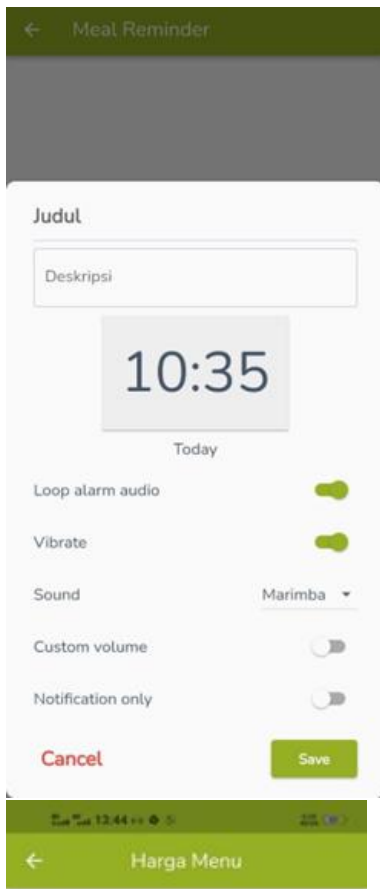 Meal Reminder
Judul
Deskripsi
10:35
Today
Loop alarm audio
Vibrate
Sound Marimba
Custom volume
Notification only
Cancel Save
13:44
Harga Menu